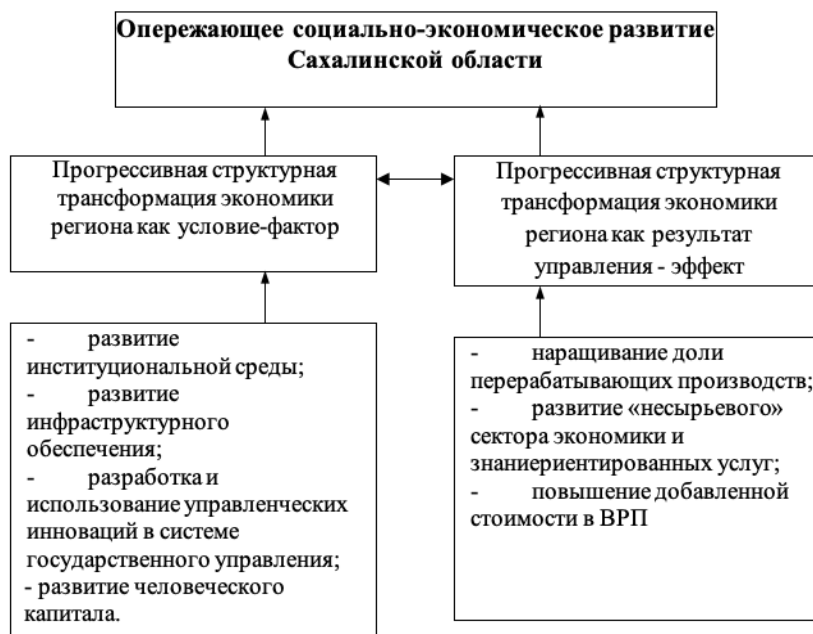 Опережающее социально-экономическое развитие
Сахалинской области
Прогрессивная структурная
трансформация экономики
региона как условие-фактор
Прогрессивная структурная
трансформация экономики
региона как результат
управления - эффект
- развитие
институциональной среды;
- развитие
инфраструктурного
обеспечения;
- разработка и
использование управленческих
инноваций в системе
государственного управления;
- развитие человеческого
капитала.
- наращивание доли
перерабатывающих производств;
- развитие «несырьевого»
сектора экономики и
знаниериентированных услуг;
- повышение добавленной
стоимости в ВРП